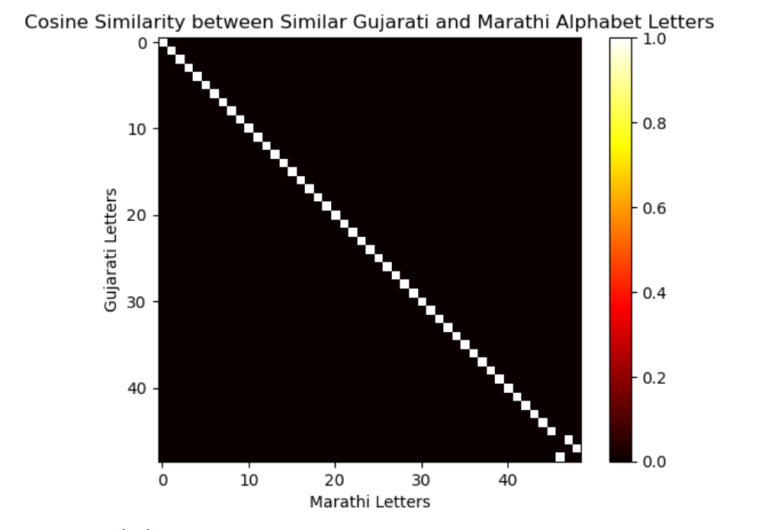 Cosine Similarity between Similar Gujarati and Marathi Alphabet Letters
0
10
20
30
40
Gujarati Letters
0 10 20 30 40
Marathi Letters
1.0
0.8
0.6
0.4
0.2
0.0